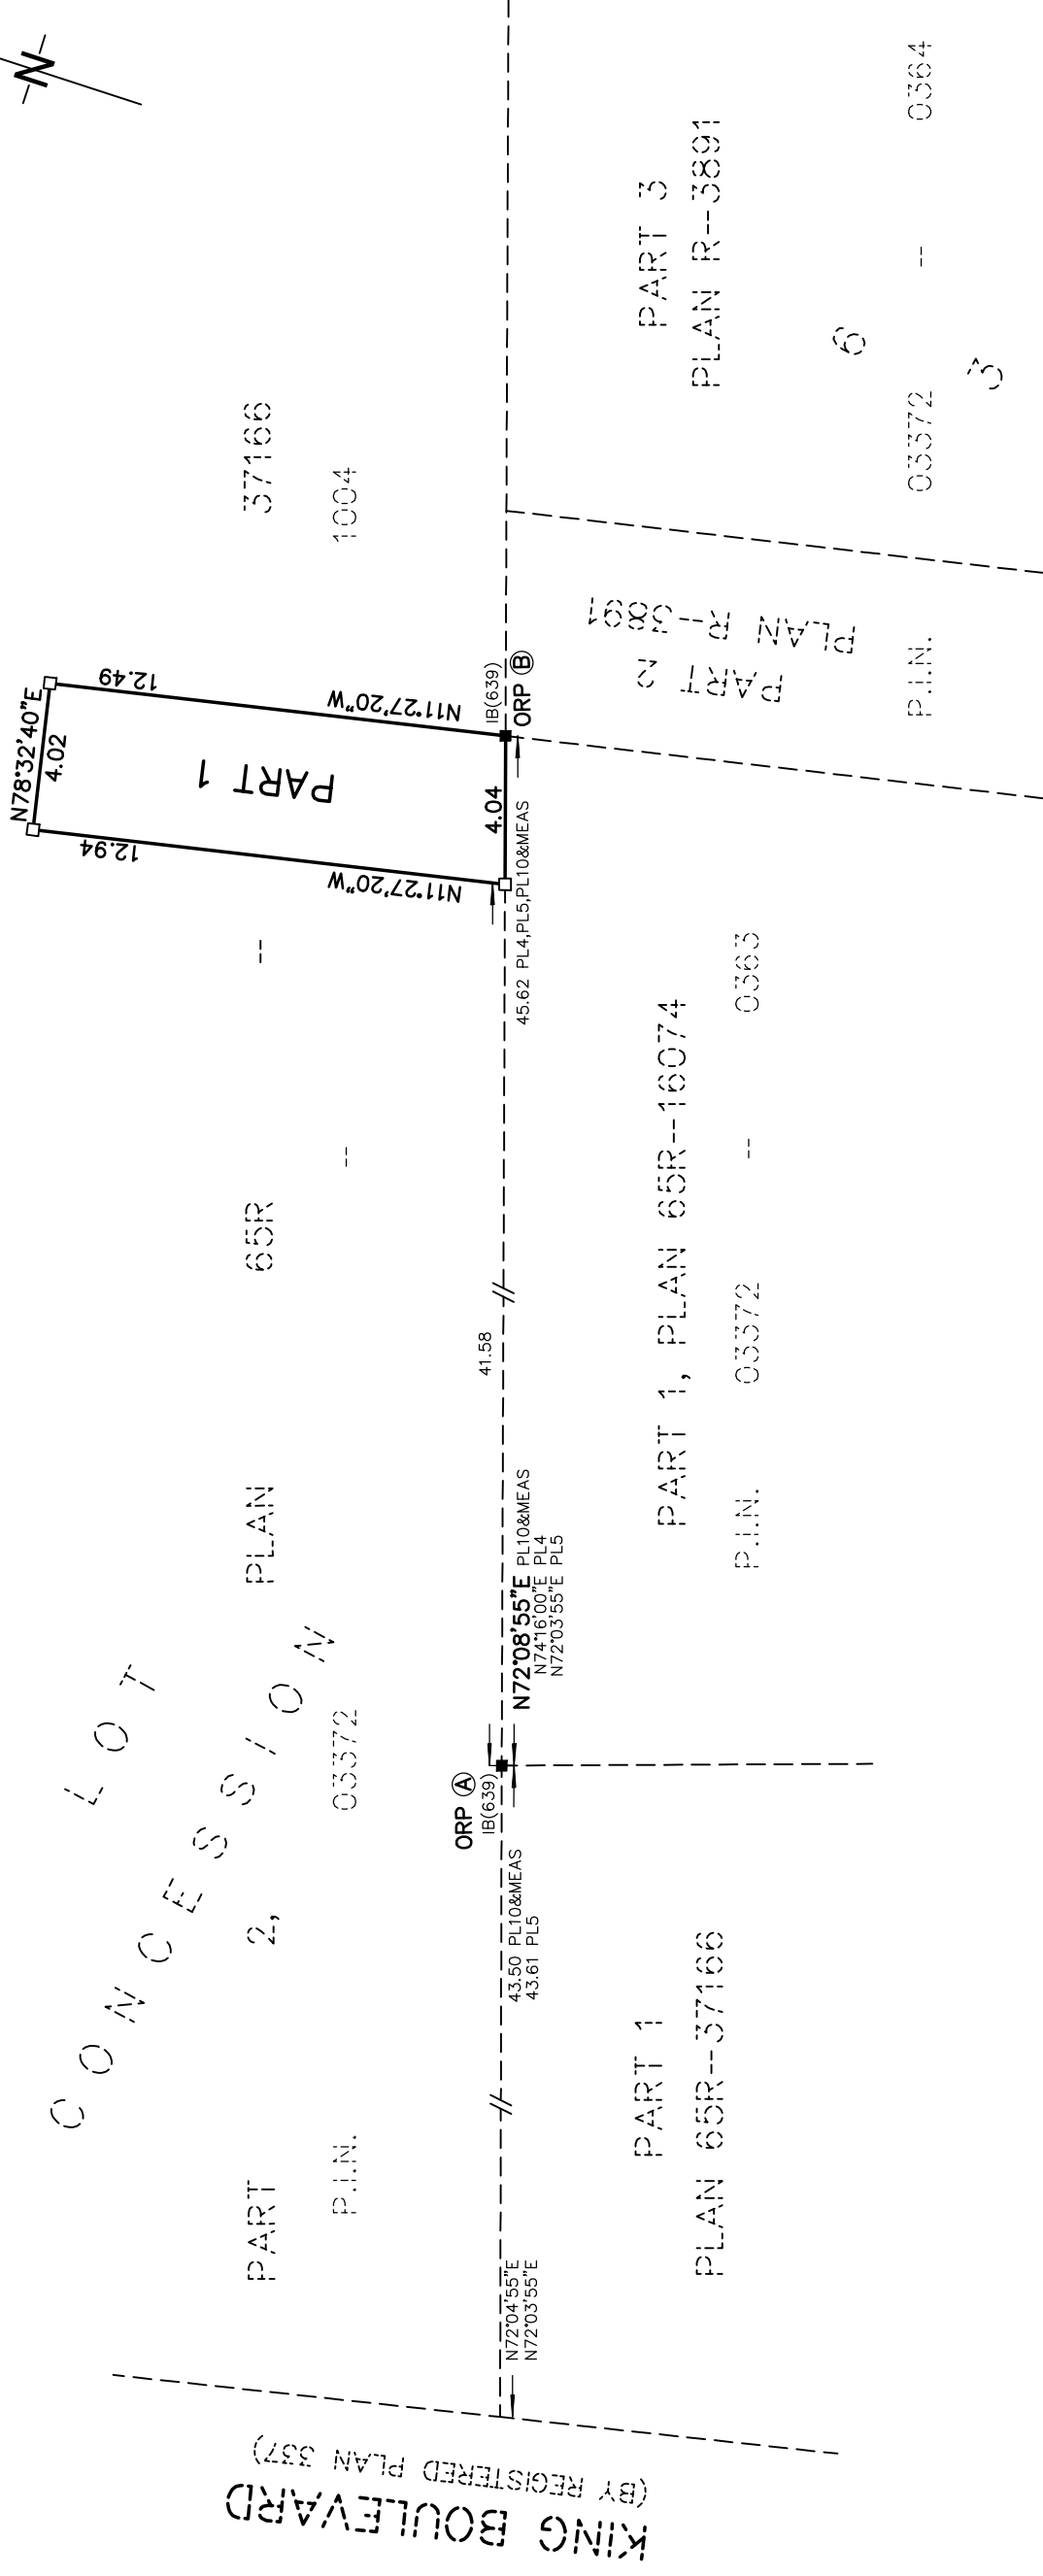 N
KING BOULEVARD
(BY REGISTERED PLAN 337)
LOT
6
CONCESSION
3
PART 2, PLAN 65R -- 37166
P.I.N. 03372 -- 1004
N78°32'40"E
4.02
12.94
N11°27'20"W
PART 1
12.49
N11°27'20"W
4.04
IB(639)
ORP B
45.62 PL4,PL5,PL10&MEAS
41.58
N72°08'55"E PL10&MEAS
N74°16'00"E PL4
N72°03'55"E PL5
ORP A
IB(639)
43.50 PL10&MEAS
43.61 PL5
N72°04'55"E
N72°03'55"E
PART 1
PLAN 65R--37166
PART 1, PLAN 65R--16074
P.I.N. 03372 -- 0363
PART 2
PLAN R--3891
PART 3
PLAN R--3891
P.I.N. 03372 -- 0364